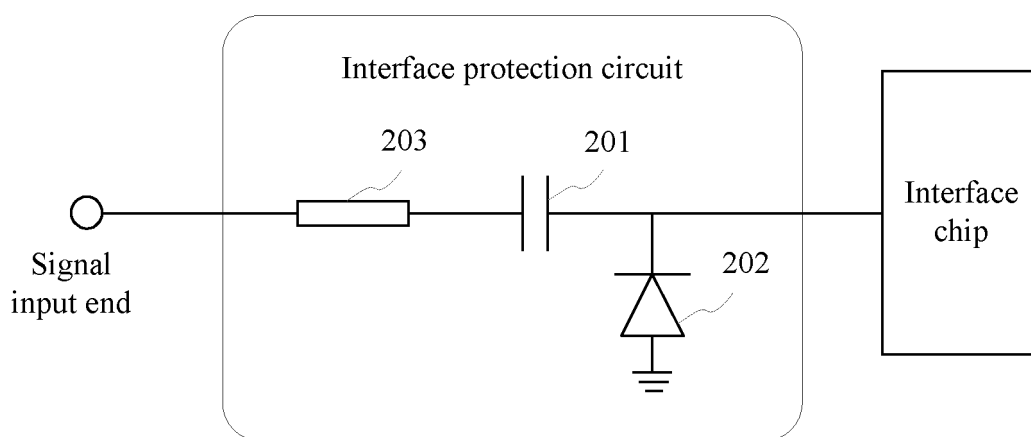 Interface protection circuit
203
201
Signal
input end
202
Interface
chip